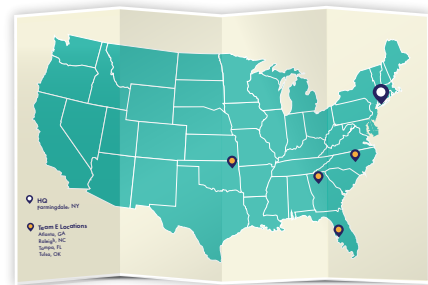 HQ
Farmingdale, NY
Team E Locations
Atlanta, GA
Raleigh, NC
Tampa, FL
Tulsa, OK